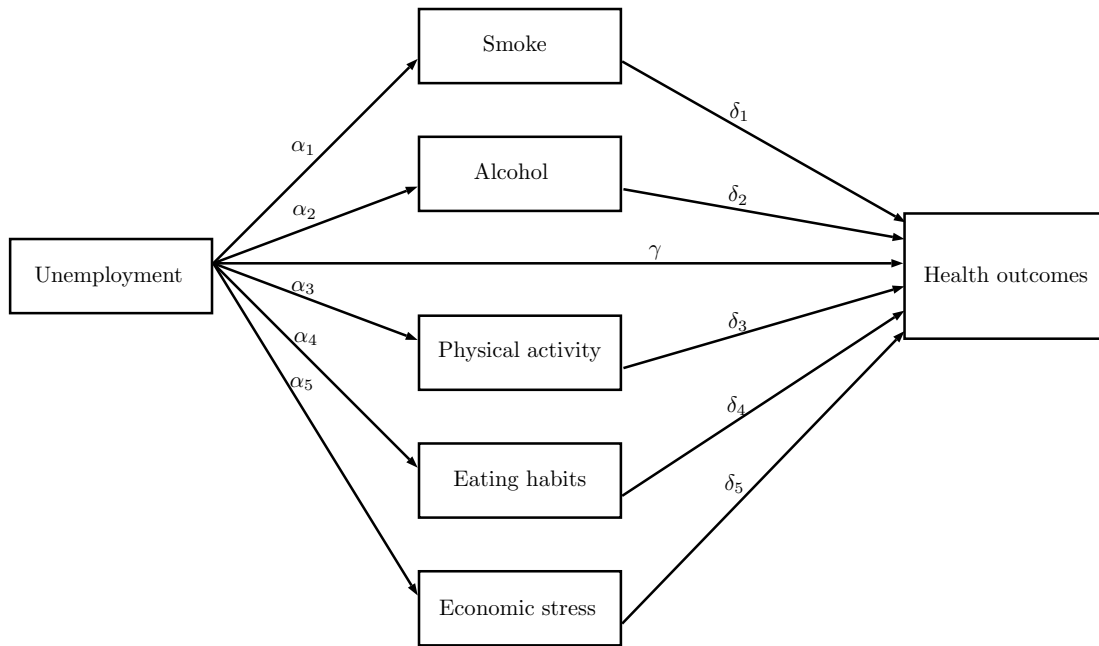 Smoke
δ1
α1
Alcohol
δ2
α2
γ
Unemployment
Health outcomes
α3
δ3
Physical activity
α4
α5
δ4
Eating habits
δ5
Economic stress